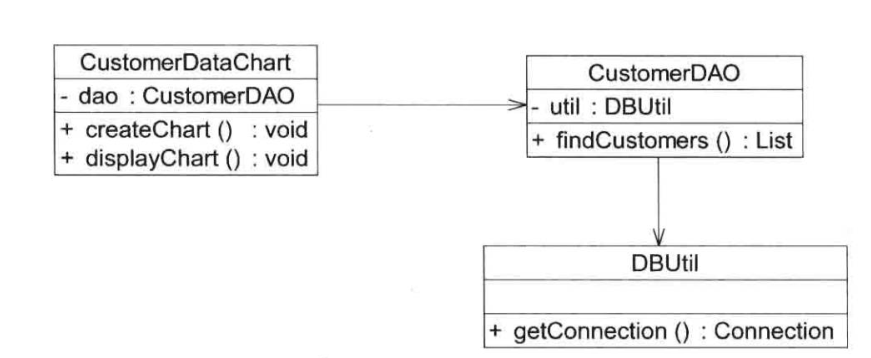 CustomerDataChart
- dao : CustomerDAO
+ createChart () : void
+ displayChart () : void
CustomerDAO
- util : DBUtil
+ findCustomers () : List
DBUtil
+ getConnection () : Connection